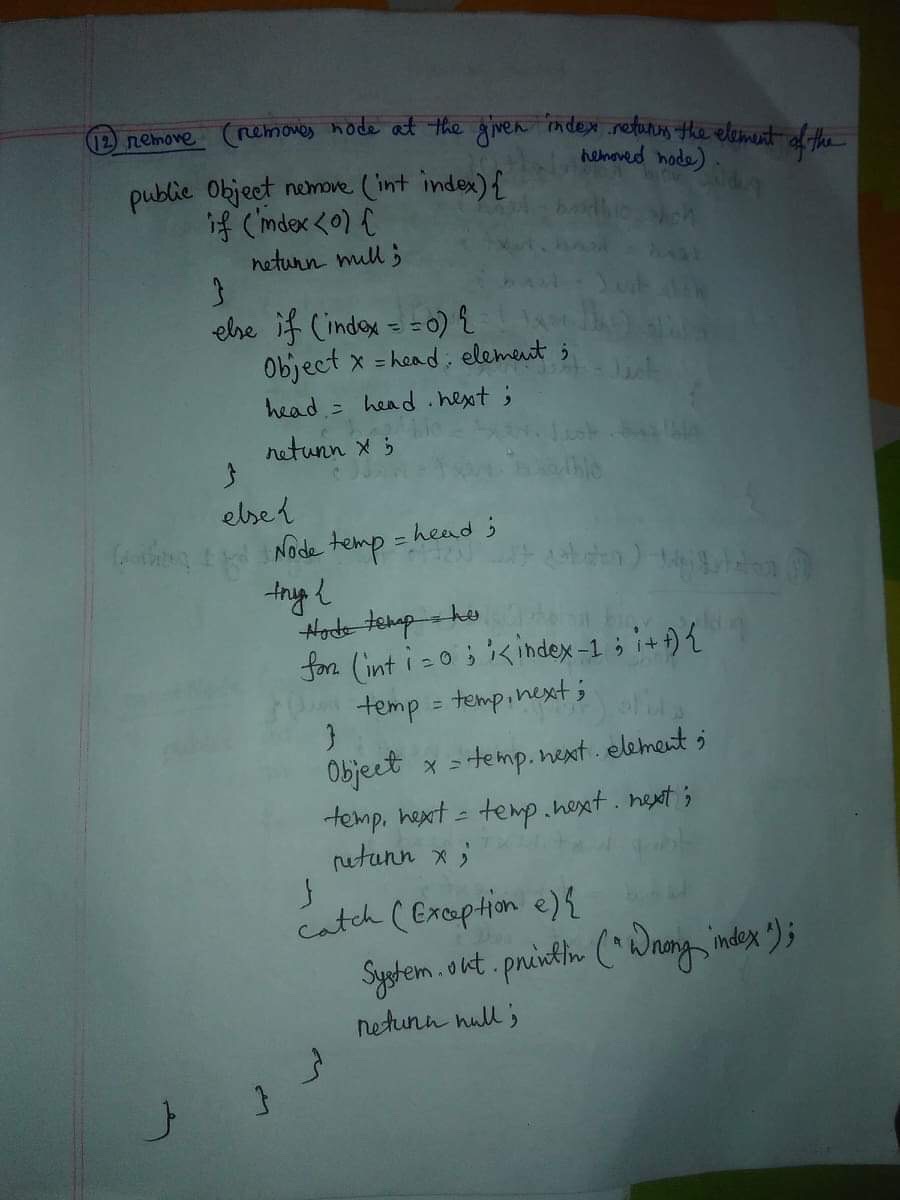 12 remove (removes node at the given index. returns the element of the
removed node).
public Object remove (int index){
if (index<0) {
return null;
}
else if (index = =0) {
Object x = head. element ;
head = head .next ;
return x ;
}
else{
Node temp = head ;
try {
Node temp = he
for (int i = 0 ; i< index -1 ; i++) {
temp = temp.next ;
}
Object x = temp.next. element ;
temp. next = temp.next . next ;
return x ;
}
catch ( Exception e) {
System.out.println ("Wrong index");
return null ;
}
}
}